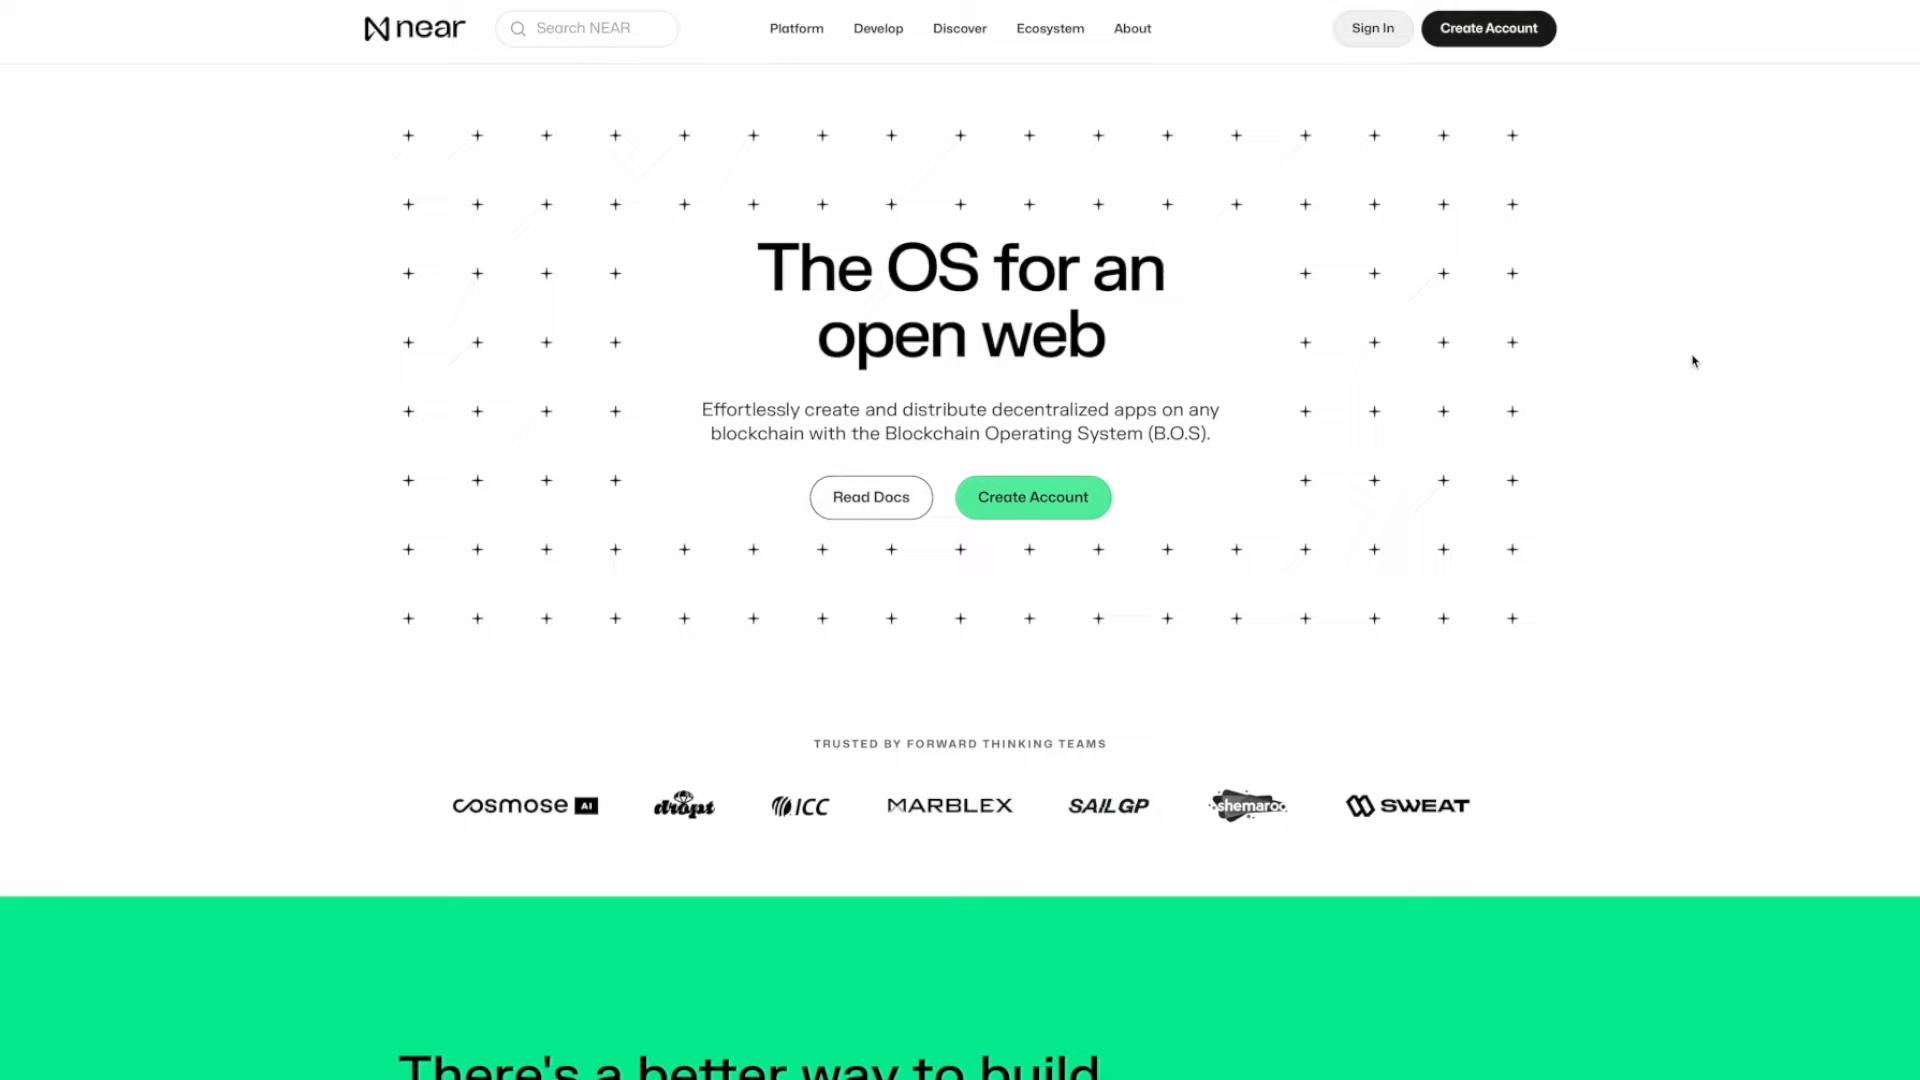 near
Search NEAR
Platform
Develop
Discover
Ecosystem
About
Sign In
Create Account
The OS for an
open web
Effortlessly create and distribute decentralized apps on any
blockchain with the Blockchain Operating System (B.O.S).
Read Docs
Create Account
TRUSTED BY FORWARD THINKING TEAMS
cosmose AI
dropt
ICC
MARBLEX
SAILGP
shemaroo
SWEAT
There's a better way to build